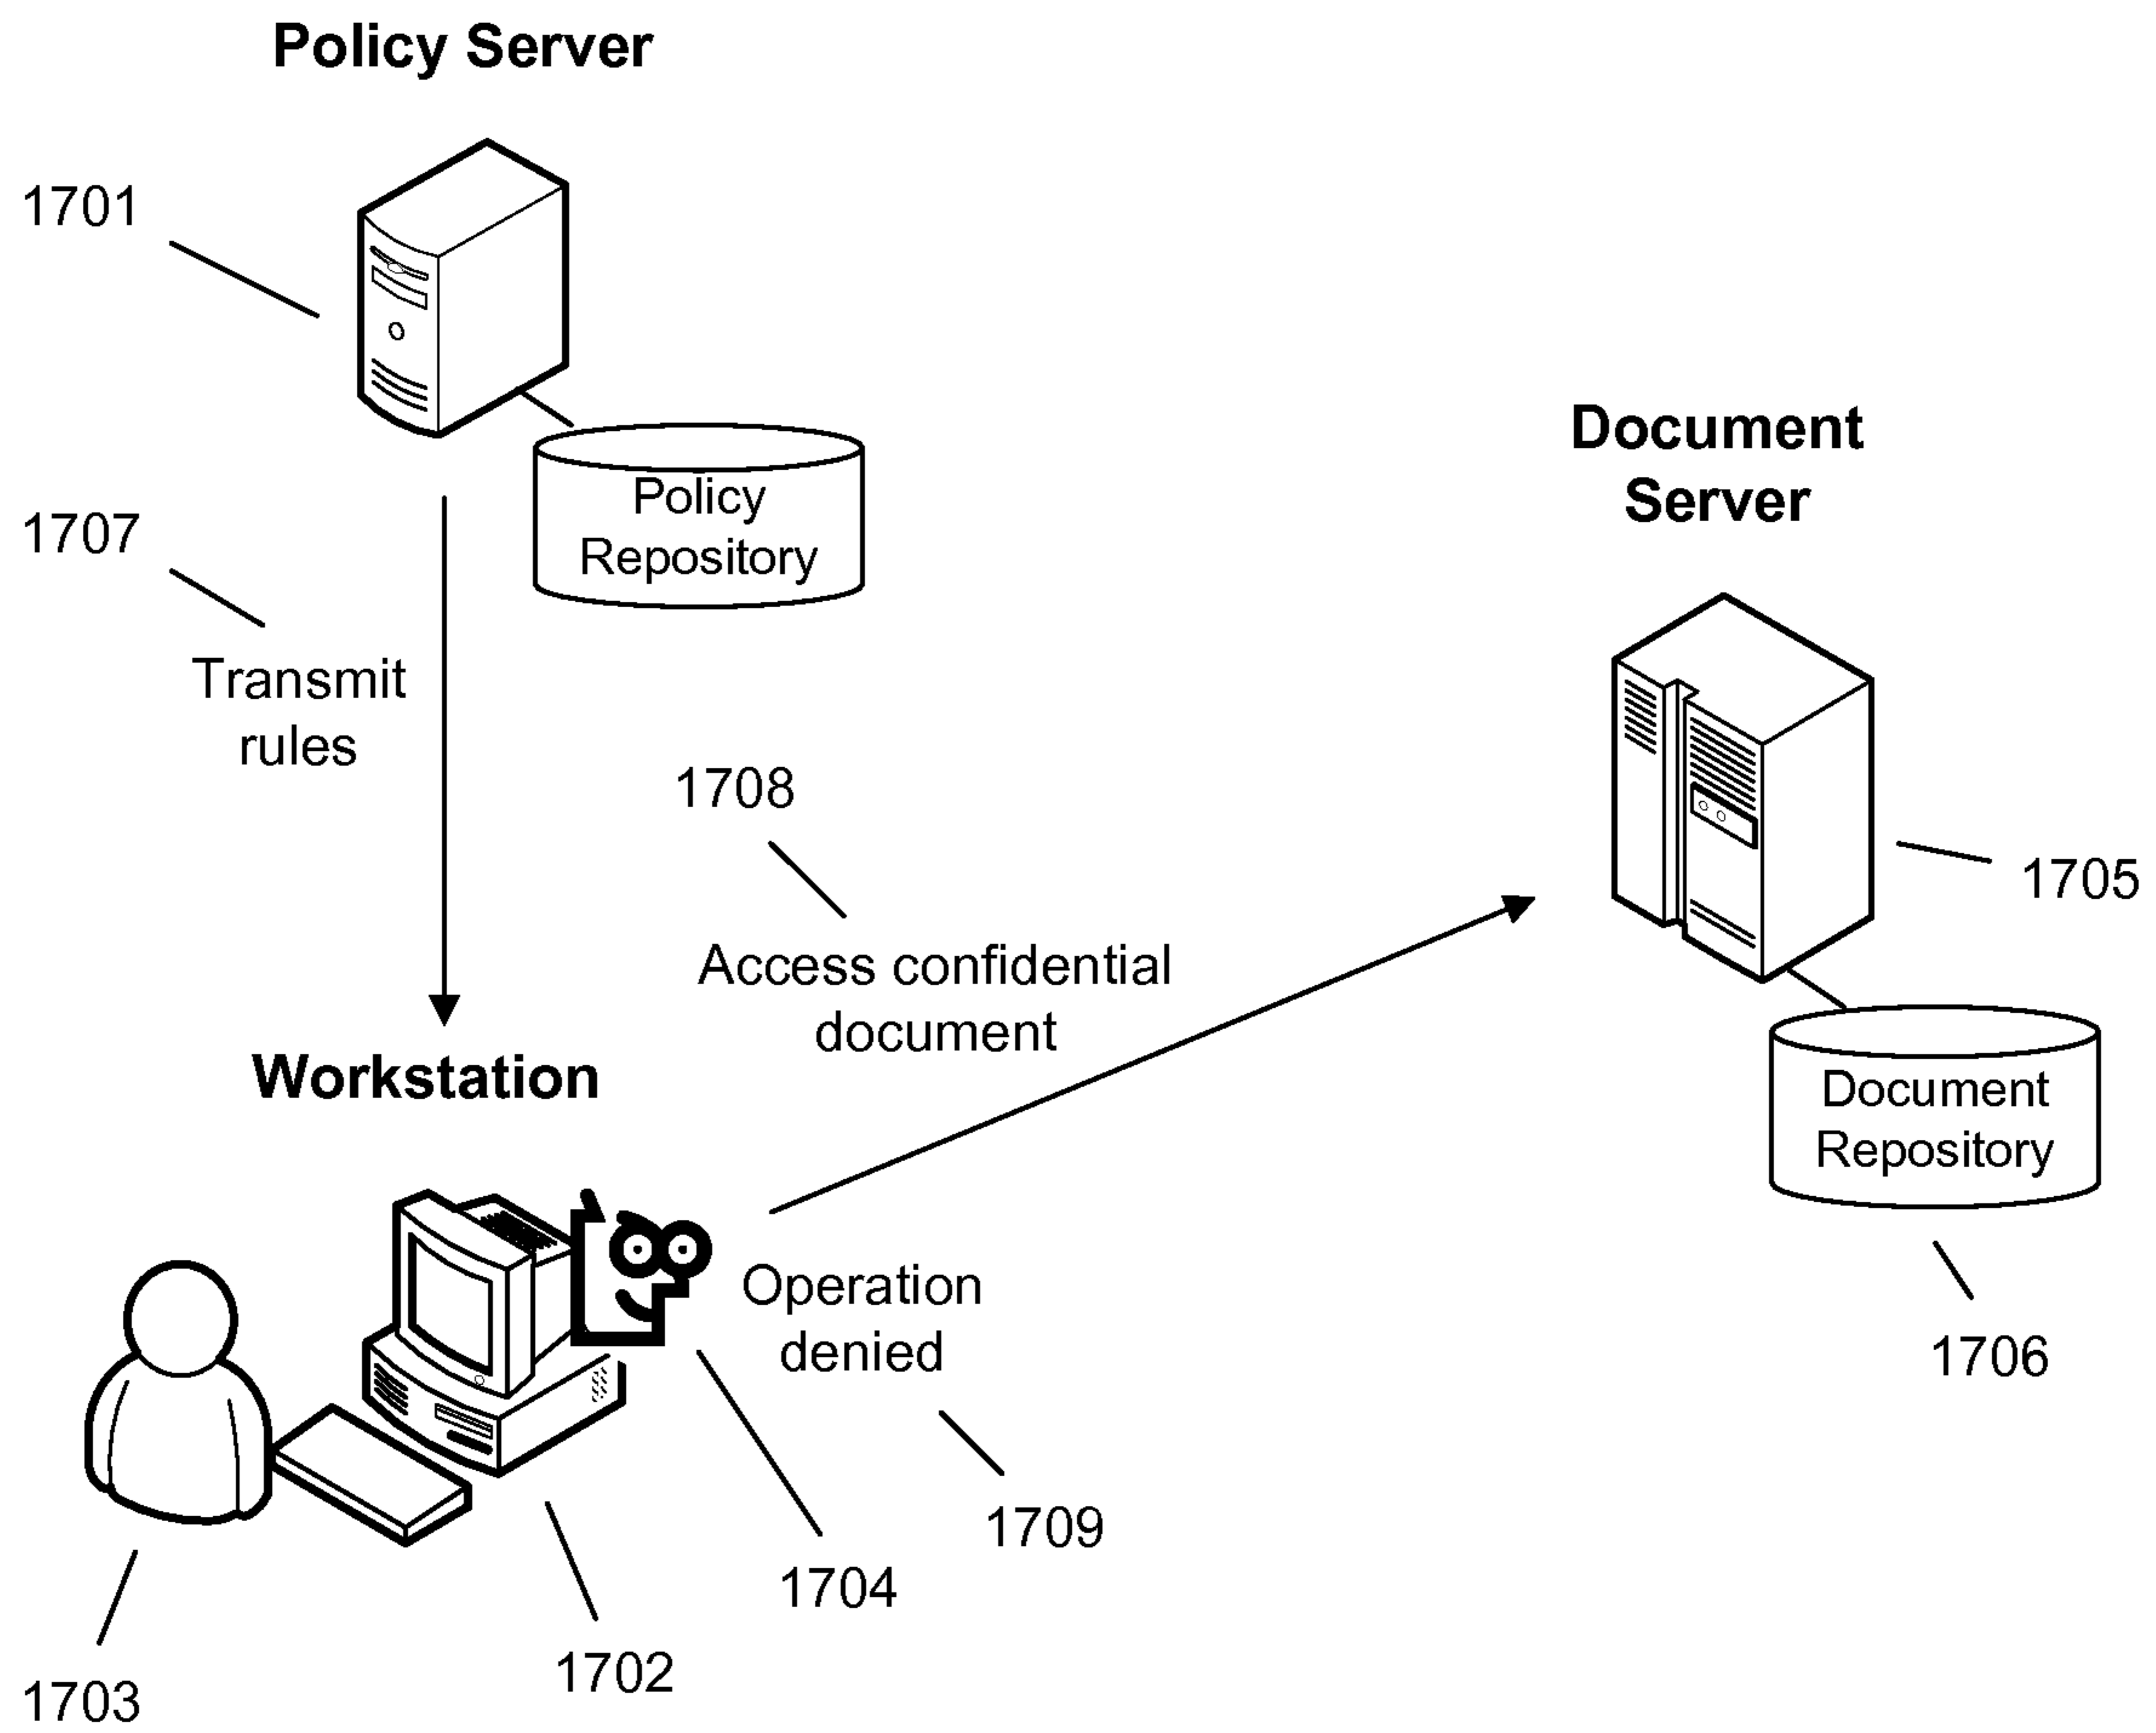 Policy Server
1701
Policy
Repository
1707
Transmit
rules
Document
Server
1708
1705
Access confidential
document
Workstation
Document
Repository
Operation
denied
1706
1709
1704
1702
1703